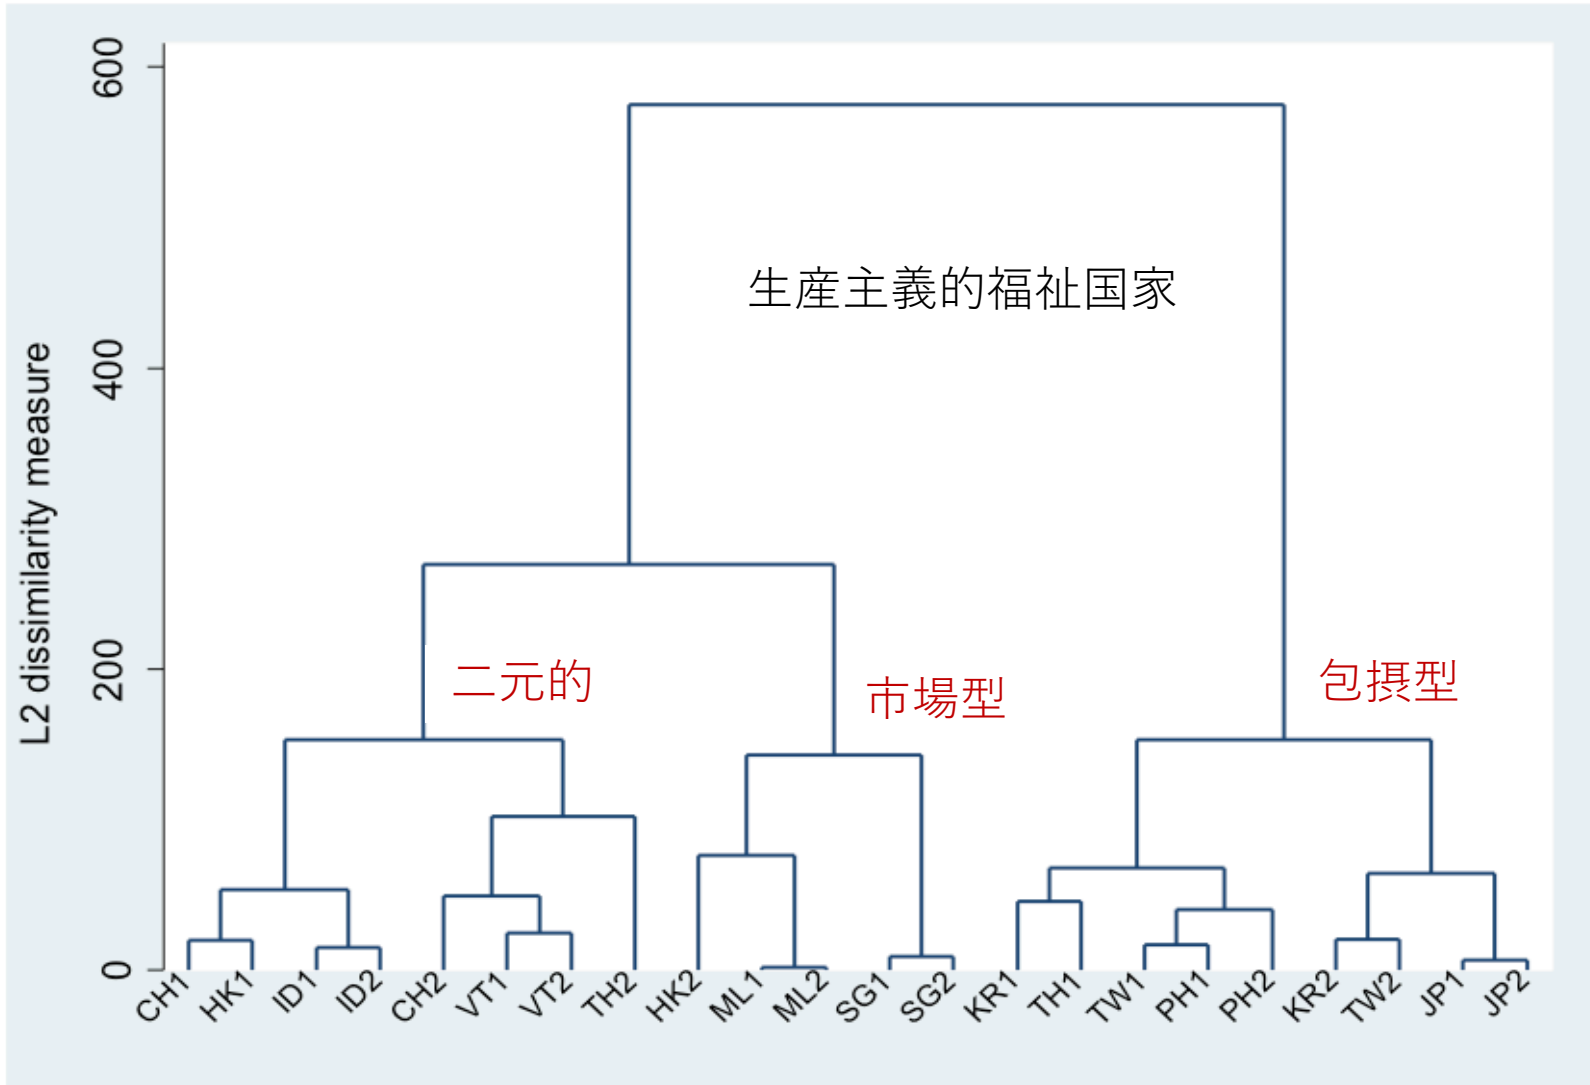 600
生産主義的福祉国家
400
L2 dissimilarity measure
200
二元的
市場型
包摂型
0
CH1 HK1 ID1 ID2 CH2 VT1 VT2 TH2 HK2 ML1 ML2 SG1 SG2 KR1 TH1 TW1 PH1 PH2 KR2 TW2 JP1 JP2